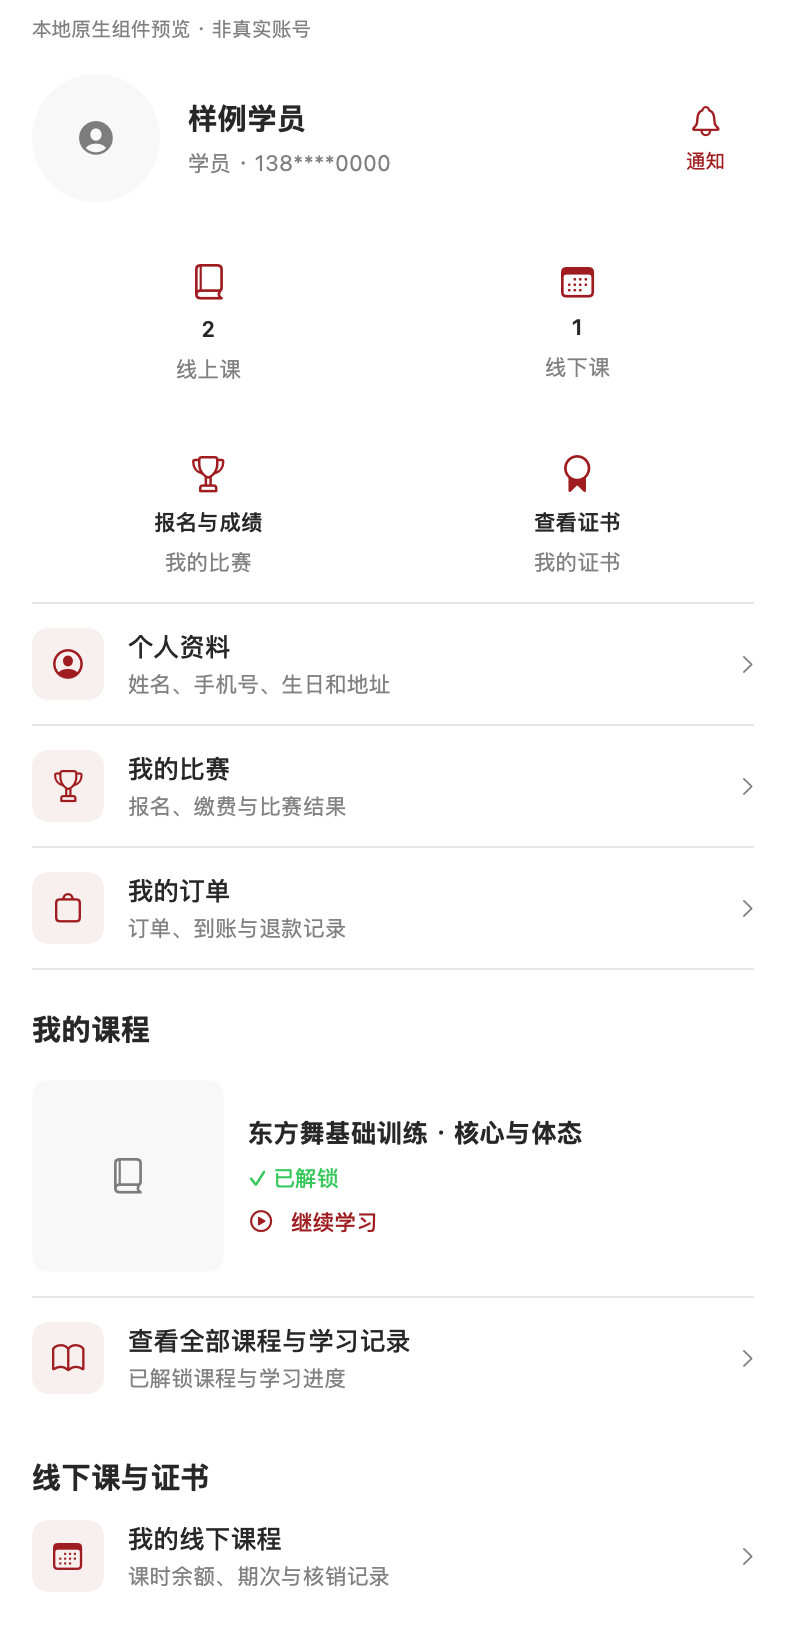 本地原生组件预览 · 非真实账号
样例学员
学员 · 138****0000
通知
2
线上课
1
线下课
报名与成绩
我的比赛
查看证书
我的证书
个人资料
姓名、手机号、生日和地址
我的比赛
报名、缴费与比赛结果
我的订单
订单、到账与退款记录
我的课程
东方舞基础训练 · 核心与体态
已解锁
继续学习
查看全部课程与学习记录
已解锁课程与学习进度
线下课与证书
我的线下课程
课时余额、期次与核销记录